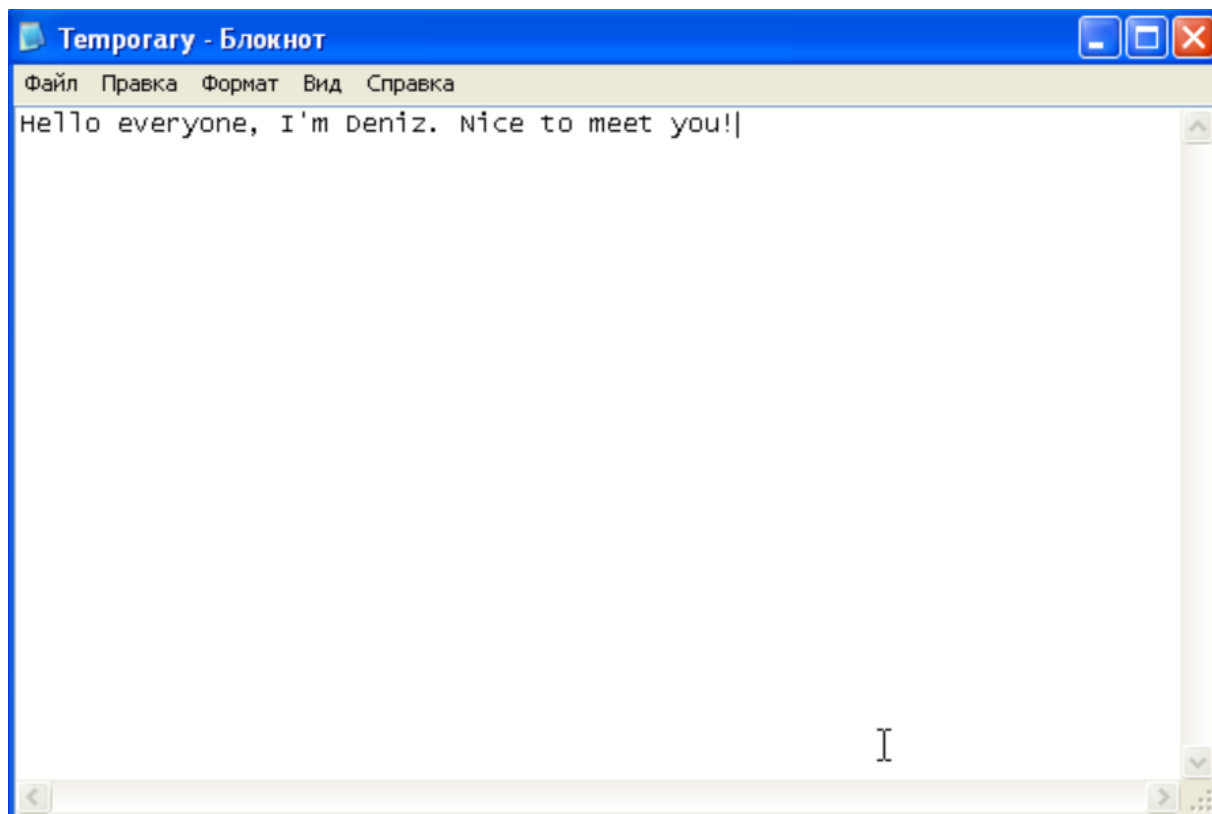 Temporary - Блокнот
Файл Правка Формат Вид Справка
Hello everyone, I'm Deniz. Nice to meet you!